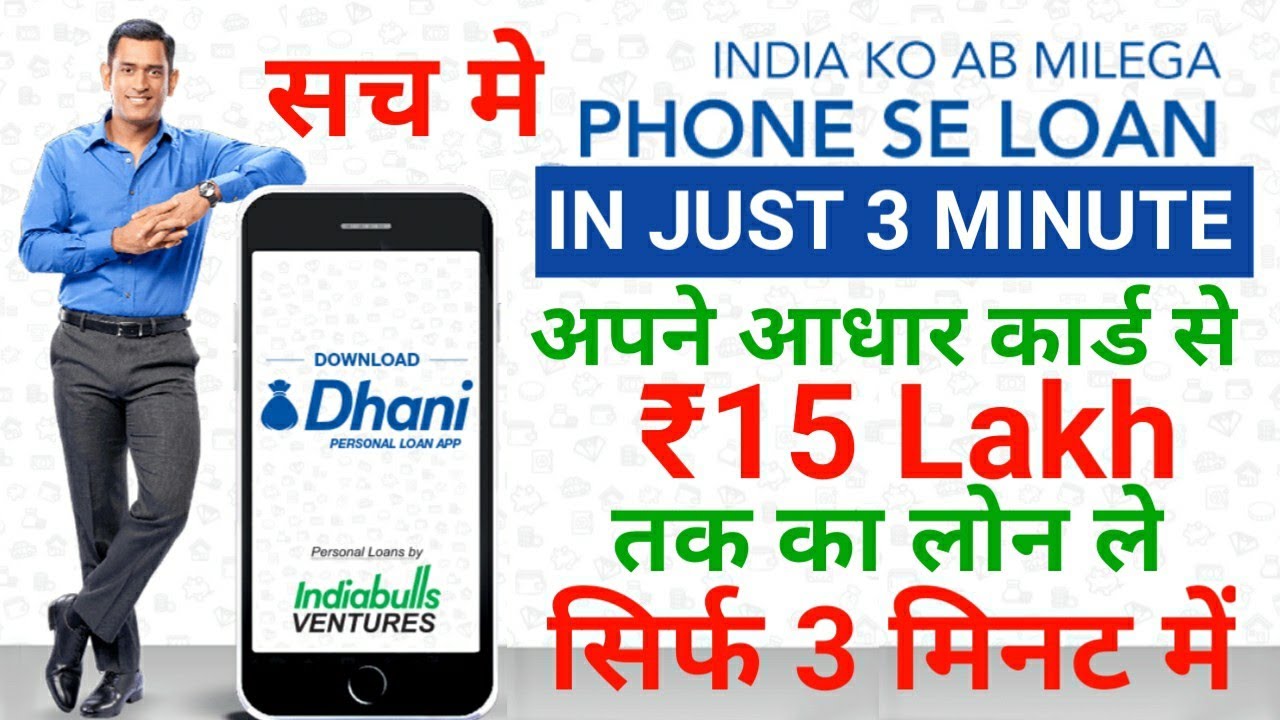 सच मे
INDIA KO AB MILEGA
PHONE SE LOAN
IN JUST 3 MINUTE
अपने आधार कार्ड से
₹15 Lakh
तक का लोन ले
सिर्फ 3 मिनट में
DOWNLOAD
Dhani
PERSONAL LOAN APP
Personal Loans by
Indiabulls
VENTURES